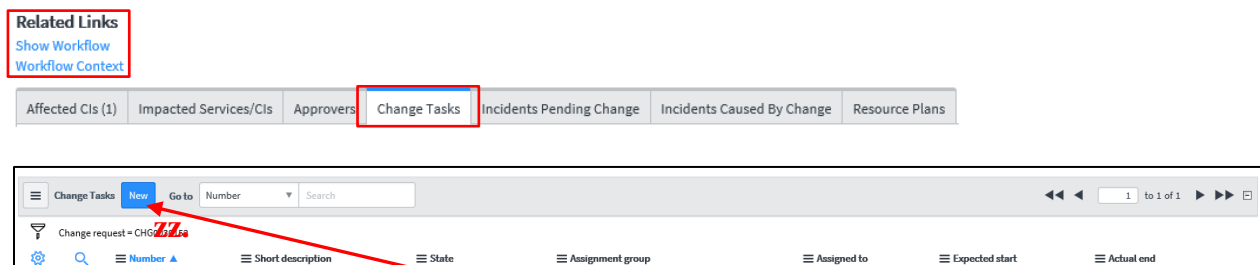 Related Links
Show Workflow
Workflow Context
Affected CIs (1) Impacted Services/CIs Approvers Change Tasks Incidents Pending Change Incidents Caused By Change Resource Plans
Change Tasks New Go to Number Search 1 to 1 of 1
Change request = zz.
Number Short description State Assignment group Assigned to Expected start Actual end